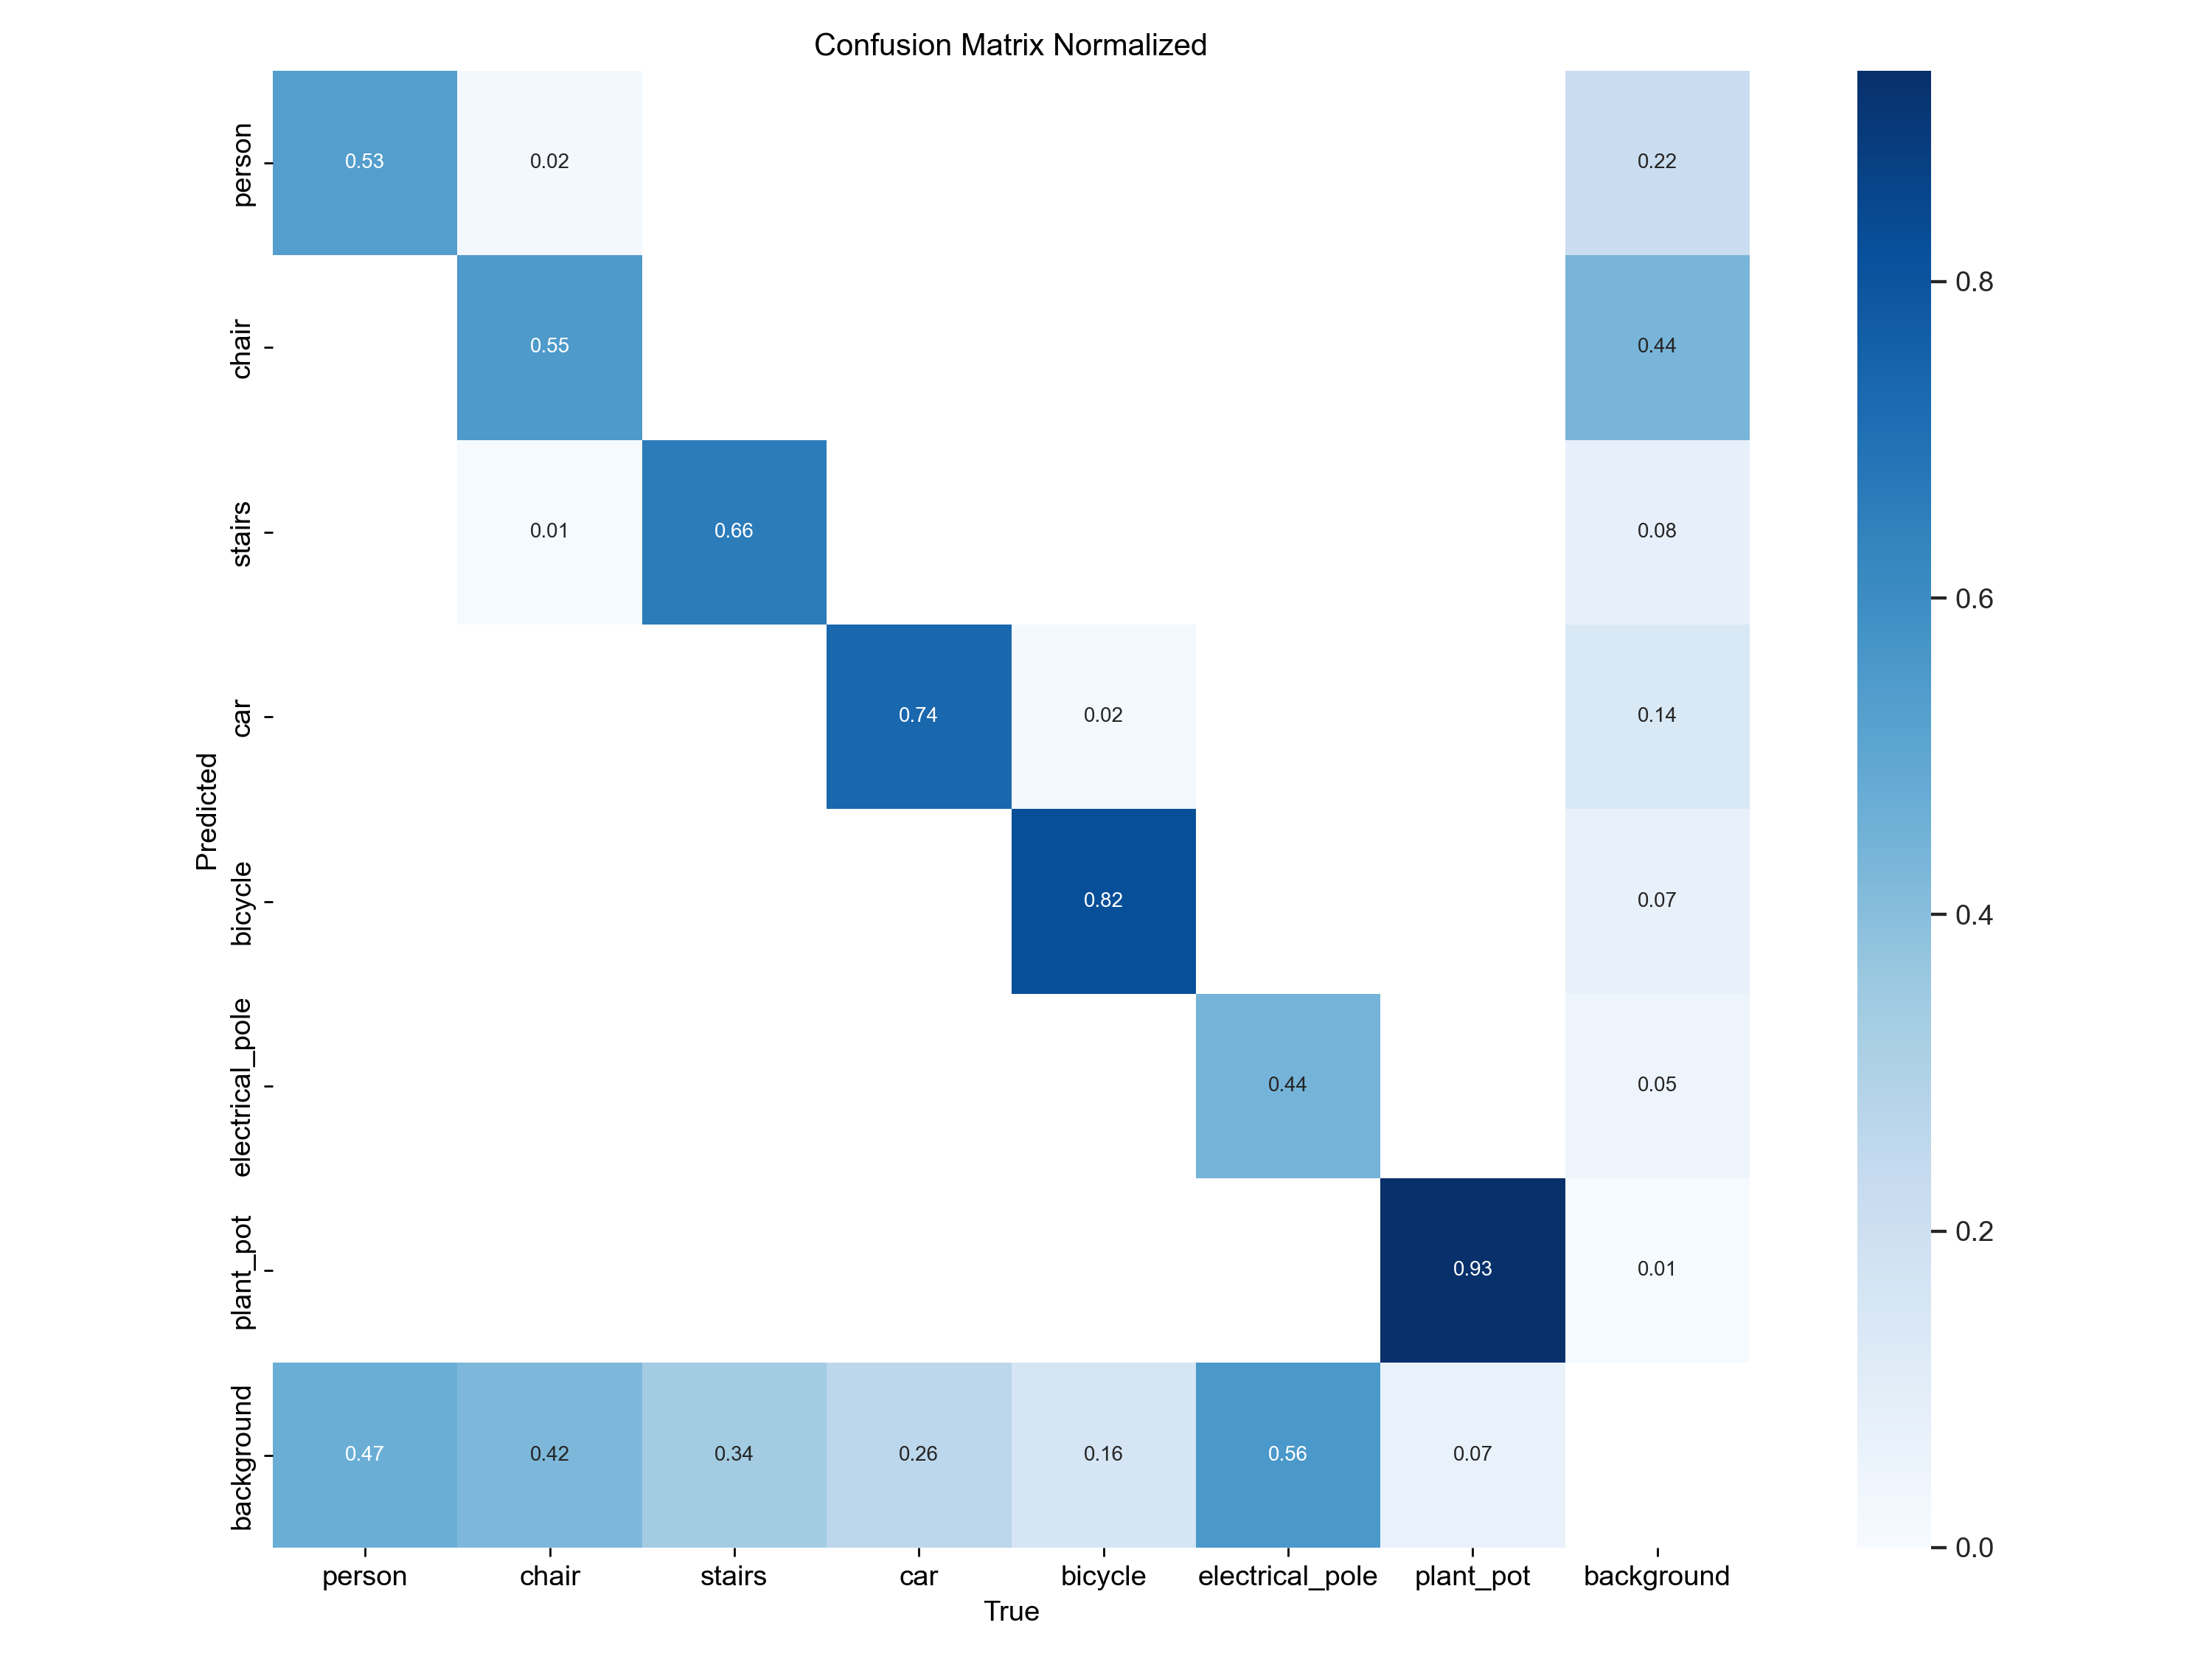 Confusion Matrix Normalized
person
0.53
0.02
0.22
chair
0.55
0.44
0.8
stairs
0.01
0.66
0.08
0.6
car
0.74
0.02
0.14
Predicted
bicycle
0.82
0.07
0.4
electrical_pole
0.44
0.05
plant_pot
0.93
0.01
0.2
background
0.47
0.42
0.34
0.26
0.16
0.56
0.07
0.0
person chair stairs car bicycle electrical_pole plant_pot background
True